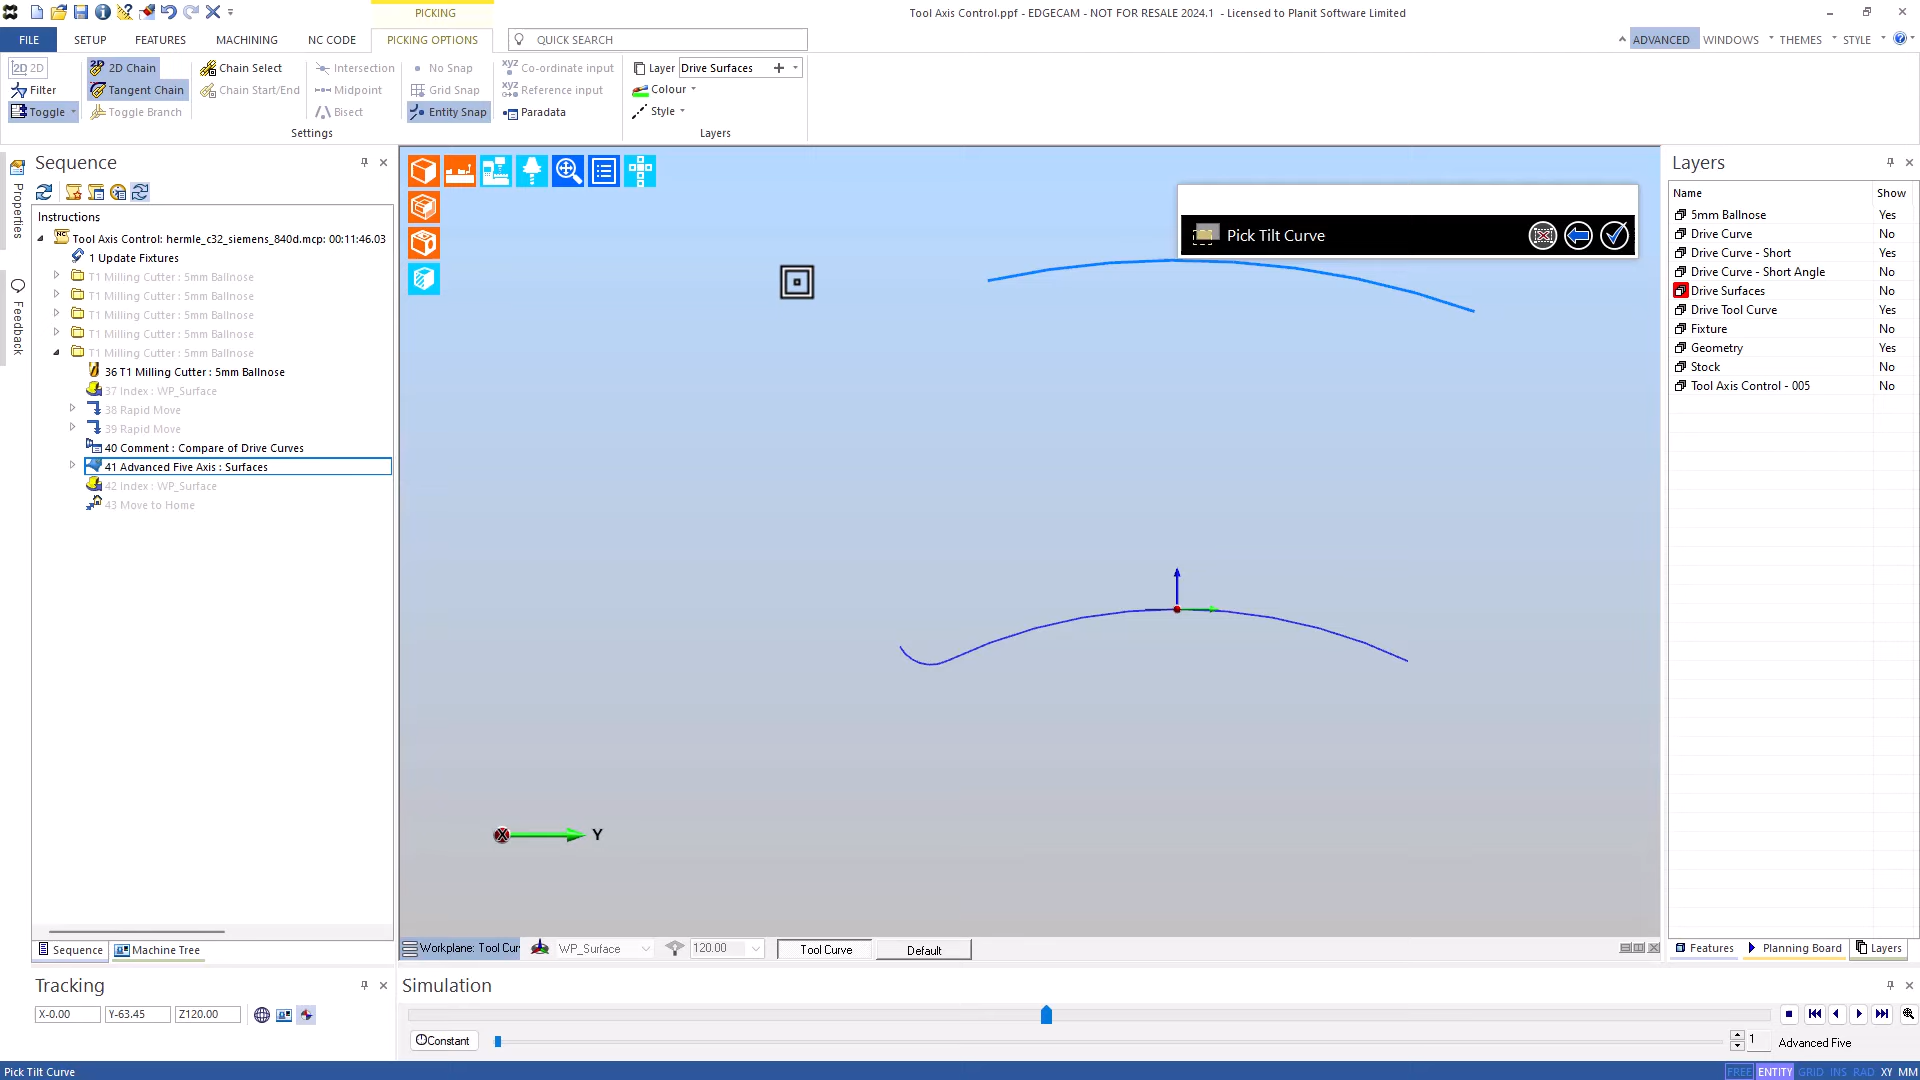 PICKING
Tool Axis Control.ppf - EDGECAM - NOT FOR RESALE 2024.1 - Licensed to Planit Software Limited
FILE SETUP FEATURES MACHINING NC CODE PICKING OPTIONS QUICK SEARCH ADVANCED WINDOWS THEMES STYLE
2D 2D 2D Chain Chain Select Intersection No Snap Co-ordinate input Layer Drive Surfaces
Filter Tangent Chain Chain Start/End Midpoint Grid Snap Reference input Colour
Toggle Toggle Branch Bisect Entity Snap Paradata Style
Settings Layers
Properties
Feedback
Sequence
Instructions
Tool Axis Control: hermle_c32_siemens_840d.mcp: 00:11:46.03
1 Update Fixtures
T1 Milling Cutter : 5mm Ballnose
T1 Milling Cutter : 5mm Ballnose
T1 Milling Cutter : 5mm Ballnose
T1 Milling Cutter : 5mm Ballnose
T1 Milling Cutter : 5mm Ballnose
36 T1 Milling Cutter : 5mm Ballnose
37 Index : WP_Surface
38 Rapid Move
39 Rapid Move
40 Comment : Compare of Drive Curves
41 Advanced Five Axis : Surfaces
42 Index : WP_Surface
43 Move to Home
Sequence Machine Tree
Pick Tilt Curve
Y
X
Workplane: Tool Cur WP_Surface 120.00 Tool Curve Default
Layers
Name Show
5mm Ballnose Yes
Drive Curve No
Drive Curve - Short Yes
Drive Curve - Short Angle No
Drive Surfaces No
Drive Tool Curve Yes
Fixture No
Geometry Yes
Stock No
Tool Axis Control - 005 No
Features Planning Board Layers
Tracking
X-0.00 Y-63.45 Z120.00
Simulation
Constant 1 Advanced Five
Pick Tilt Curve FREE ENTITY GRID INS RAD XY MM